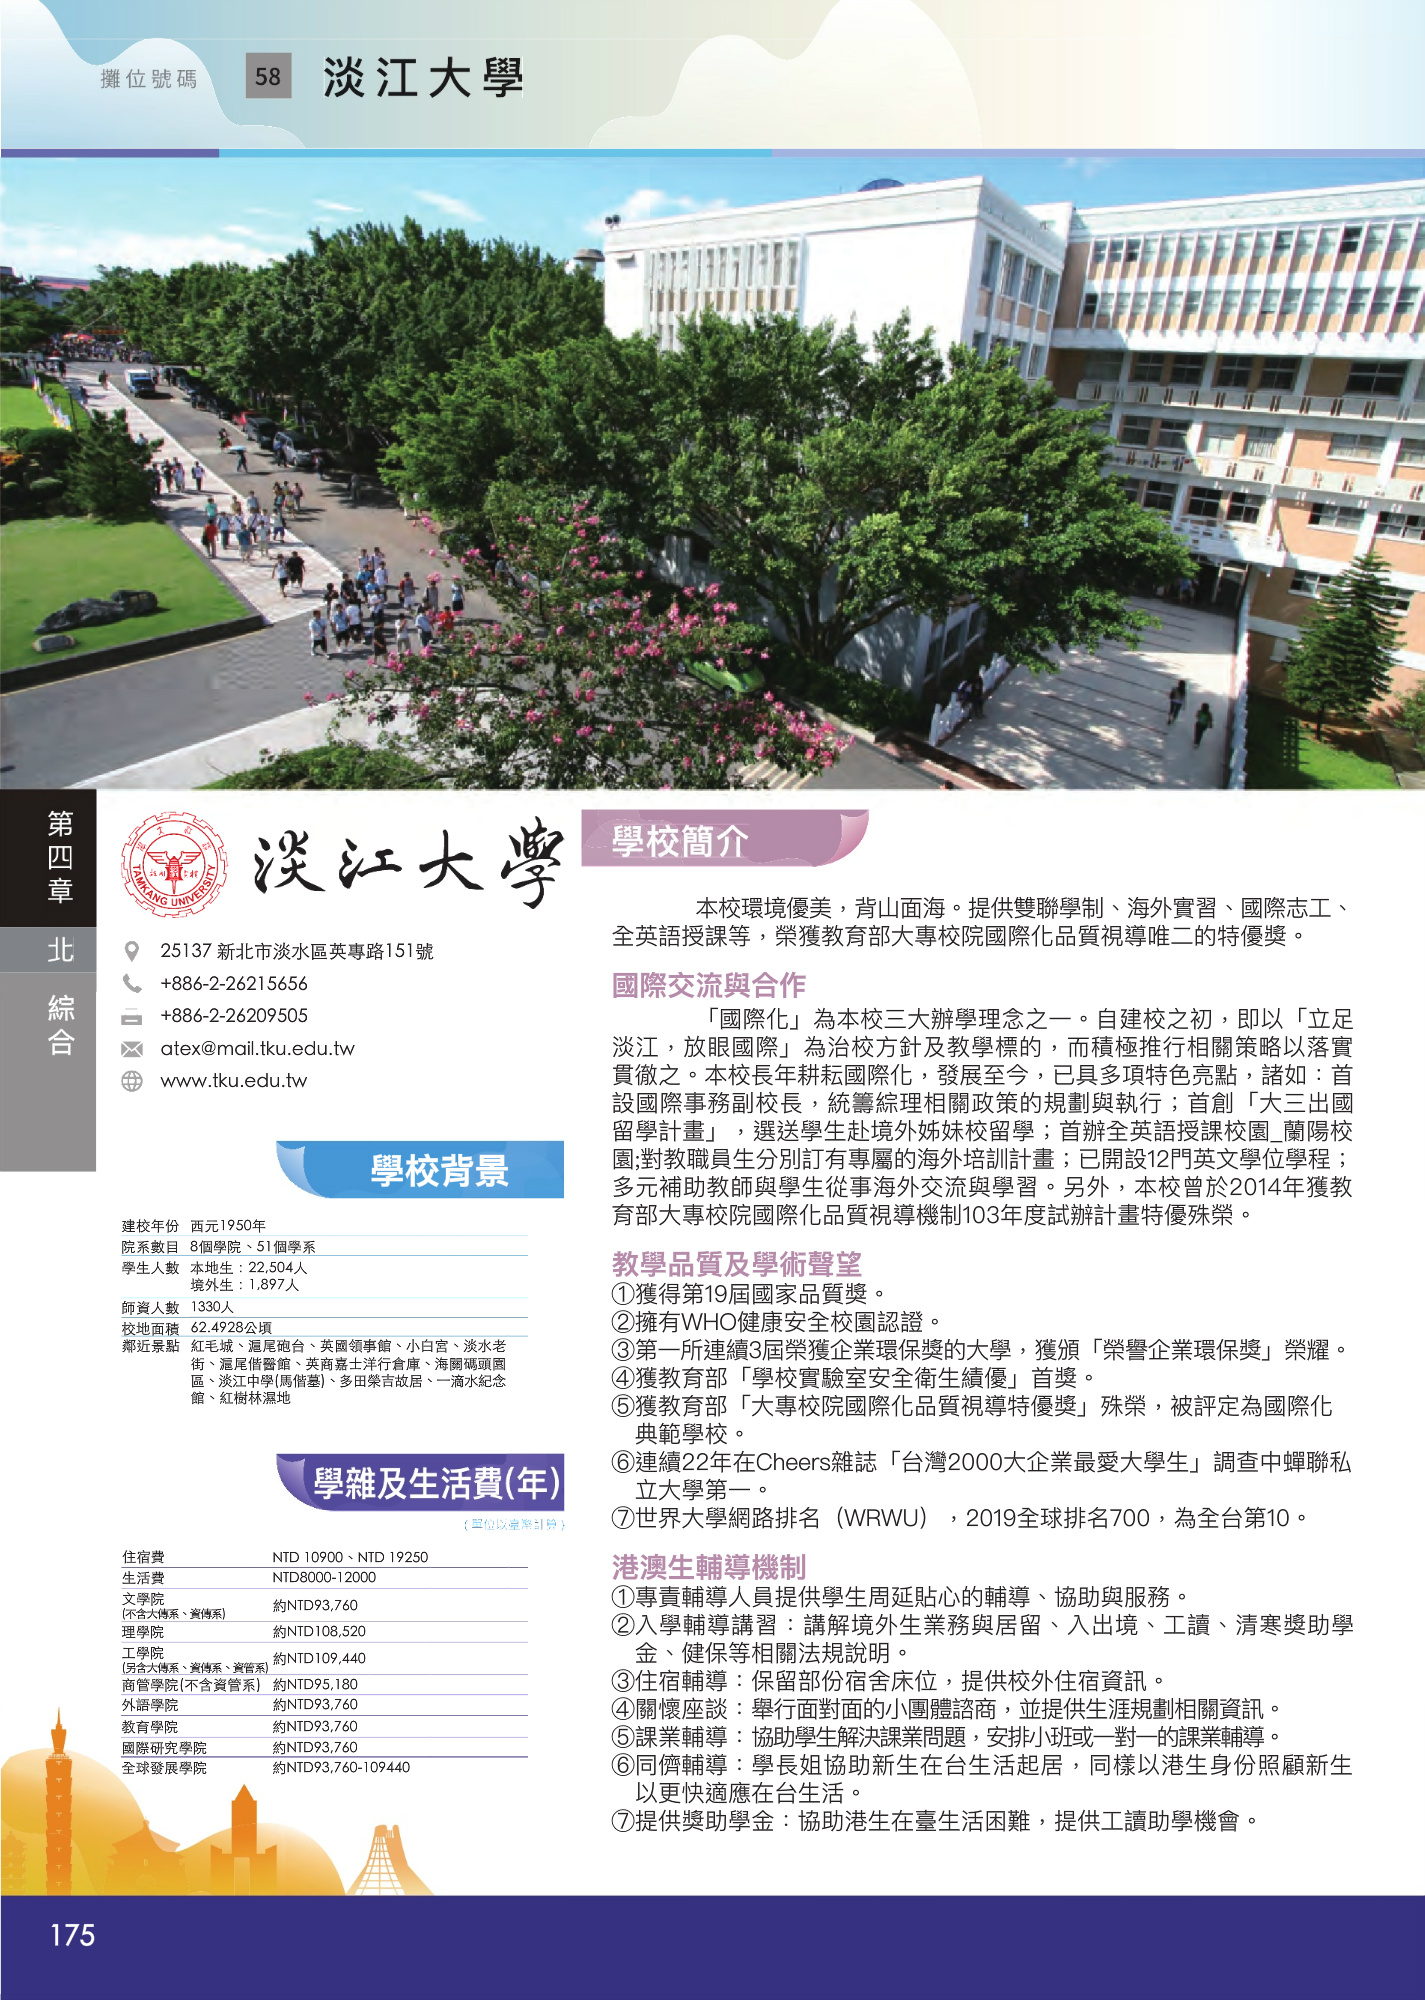 攤位號碼 58 淡江大學
第四章
北
綜合
TAMKANG UNIVERSITY
淡江大學
25137 新北市淡水區英專路151號
+886-2-26215656
+886-2-26209505
atex@mail.tku.edu.tw
www.tku.edu.tw
學校背景
建校年份 西元1950年
院系數目 8個學院、51個學系
學生人數 本地生：22,504人
境外生：1,897人
師資人數 1330人
校地面積 62.4928公頃
鄰近景點 紅毛城、滬尾砲台、英國領事館、小白宮、淡水老
街、滬尾偕醫館、英商嘉士洋行倉庫、海關碼頭園
區、淡江中學(馬偕墓)、多田榮吉故居、一滴水紀念
館、紅樹林濕地
學雜及生活費(年)
(單位以臺幣計算)
住宿費 NTD 10900、NTD 19250
生活費 NTD8000-12000
文學院
(不含大傳系、資傳系) 約NTD93,760
理學院 約NTD108,520
工學院
(另含大傳系、資傳系、資管系) 約NTD109,440
商管學院(不含資管系) 約NTD95,180
外語學院 約NTD93,760
教育學院 約NTD93,760
國際研究學院 約NTD93,760
全球發展學院 約NTD93,760-109440
學校簡介
本校環境優美，背山面海。提供雙聯學制、海外實習、國際志工、
全英語授課等，榮獲教育部大專校院國際化品質視導唯二的特優獎。
國際交流與合作
「國際化」為本校三大辦學理念之一。自建校之初，即以「立足
淡江，放眼國際」為治校方針及教學標的，而積極推行相關策略以落實
貫徹之。本校長年耕耘國際化，發展至今，已具多項特色亮點，諸如：首
設國際事務副校長，統籌綜理相關政策的規劃與執行；首創「大三出國
留學計畫」，選送學生赴境外姊妹校留學；首辦全英語授課校園_蘭陽校
園;對教職員生分別訂有專屬的海外培訓計畫；已開設12門英文學位學程；
多元補助教師與學生從事海外交流與學習。另外，本校曾於2014年獲教
育部大專校院國際化品質視導機制103年度試辦計畫特優殊榮。
教學品質及學術聲望
①獲得第19屆國家品質獎。
②擁有WHO健康安全校園認證。
③第一所連續3屆榮獲企業環保獎的大學，獲頒「榮譽企業環保獎」榮耀。
④獲教育部「學校實驗室安全衛生績優」首獎。
⑤獲教育部「大專校院國際化品質視導特優獎」殊榮，被評定為國際化
典範學校。
⑥連續22年在Cheers雜誌「台灣2000大企業最愛大學生」調查中蟬聯私
立大學第一。
⑦世界大學網路排名（WRWU），2019全球排名700，為全台第10。
港澳生輔導機制
①專責輔導人員提供學生周延貼心的輔導、協助與服務。
②入學輔導講習：講解境外生業務與居留、入出境、工讀、清寒獎助學
金、健保等相關法規說明。
③住宿輔導：保留部份宿舍床位，提供校外住宿資訊。
④關懷座談：舉行面對面的小團體諮商，並提供生涯規劃相關資訊。
⑤課業輔導：協助學生解決課業問題，安排小班或一對一的課業輔導。
⑥同儕輔導：學長姐協助新生在台生活起居，同樣以港生身份照顧新生
以更快適應在台生活。
⑦提供獎助學金：協助港生在臺生活困難，提供工讀助學機會。
175